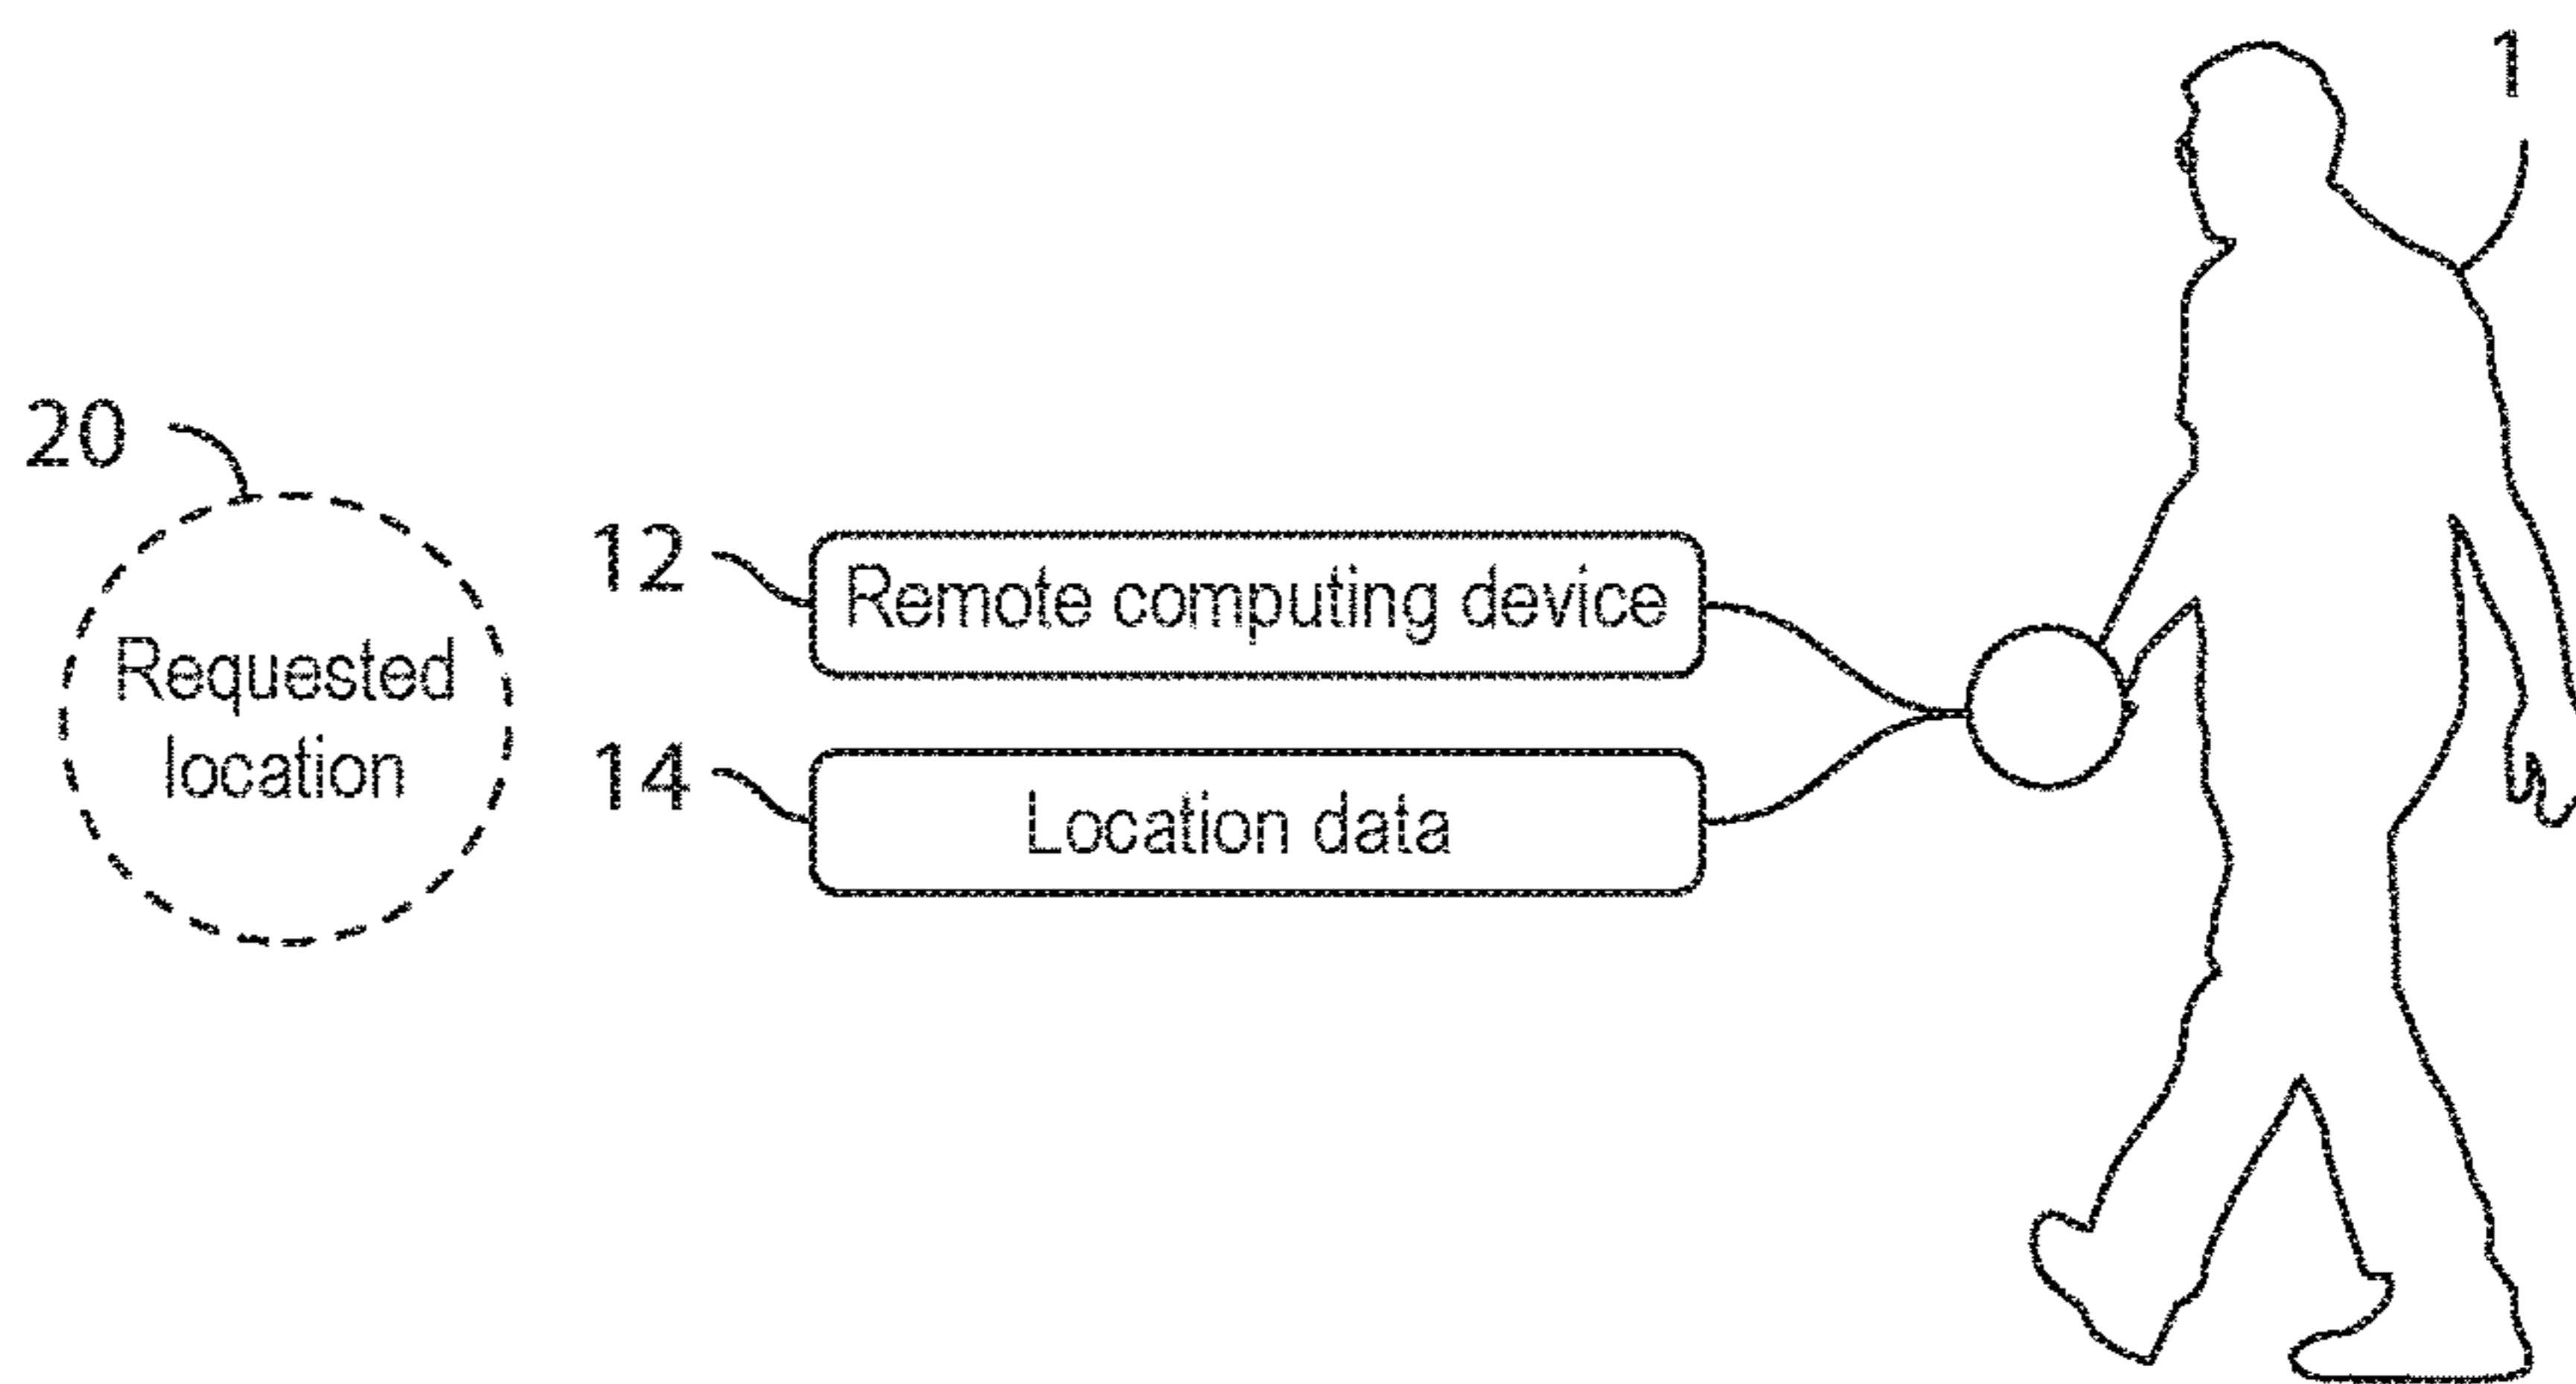 1
20
12
Remote computing device
Requested
location
14
Location data